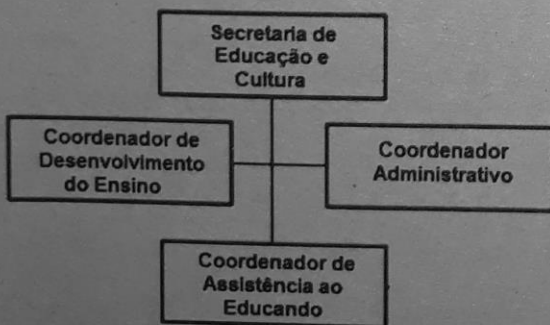 Secretaria de
Educação e
Cultura
Coordenador de
Desenvolvimento
do Ensino
Coordenador
Administrativo
Coordenador de
Assistência ao
Educando